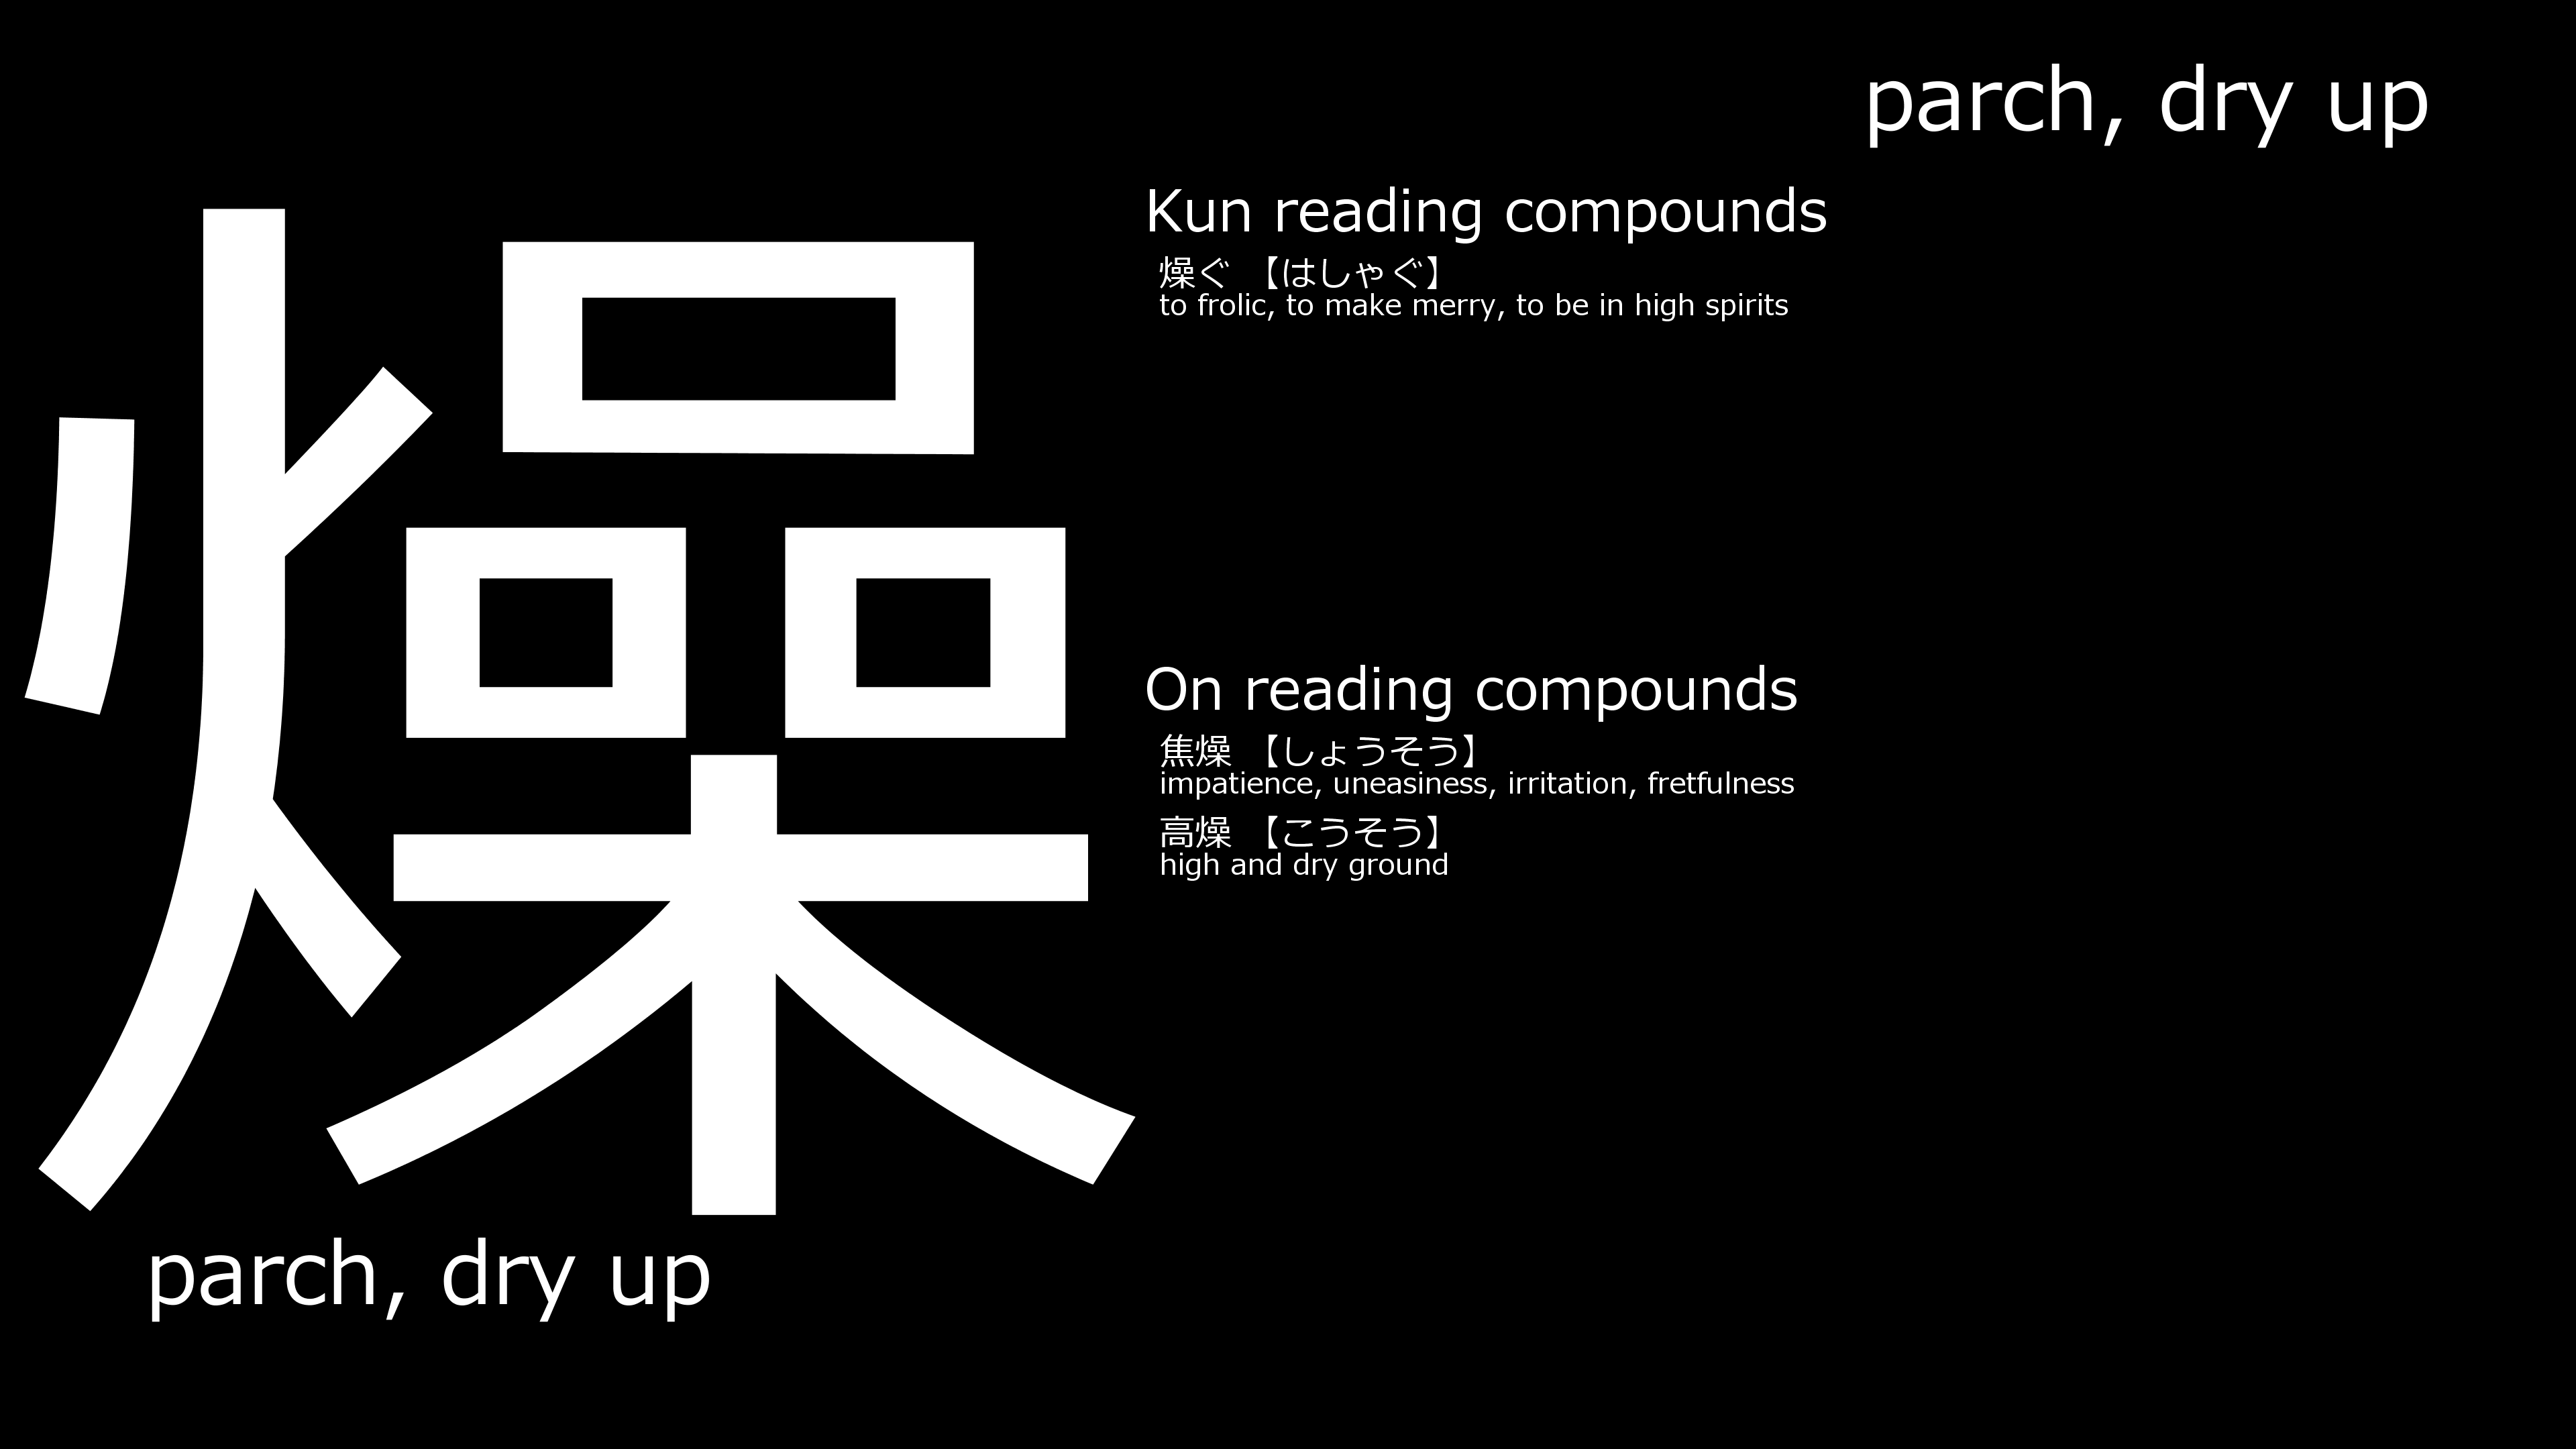 parch, dry up
燥
Kun reading compounds
燥ぐ 【はしゃぐ】
to frolic, to make merry, to be in high spirits
On reading compounds
焦燥 【しょうそう】
impatience, uneasiness, irritation, fretfulness
高燥 【こうそう】
high and dry ground
parch, dry up